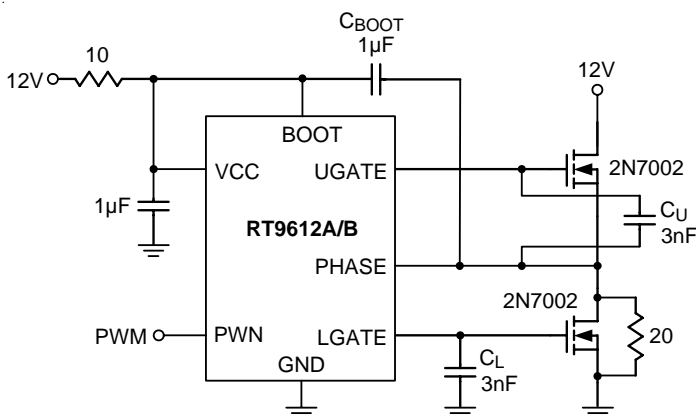 CBOOT
1µF
10
12V
12V
BOOT
VCC
UGATE
2N7002
1µF
RT9612A/B
CU
3nF
PHASE
2N7002
PWM
PWN
LGATE
20
GND
CL
3nF